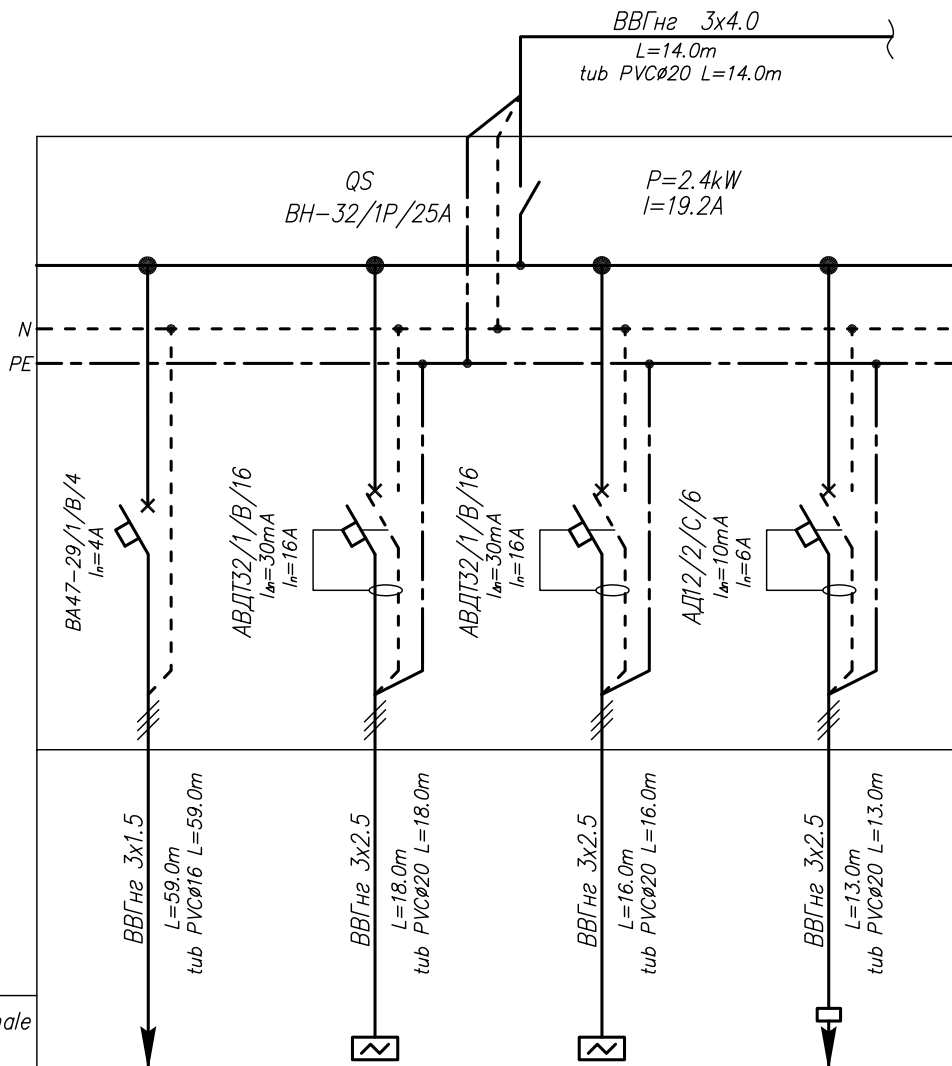 ВВГнг 3x4.0
L=14.0m
tub PVCø20 L=14.0m
QS
ВН-32/1Р/25А
P=2.4kW
I=19.2A
N
PE
ВА47-29/1/В/4
Iₙ=4A
АВДТ32/1/В/16
IΔn=30mA
Iₙ=16A
АВДТ32/1/В/16
IΔn=30mA
Iₙ=16A
АД12/2/С/6
IΔn=10mA
Iₙ=6A
ВВГнг 3x1.5
L=59.0m
tub PVCø16 L=59.0m
ВВГнг 3x2.5
L=18.0m
tub PVCø20 L=18.0m
ВВГнг 3x2.5
L=16.0m
tub PVCø20 L=16.0m
ВВГнг 3x2.5
L=13.0m
tub PVCø20 L=13.0m